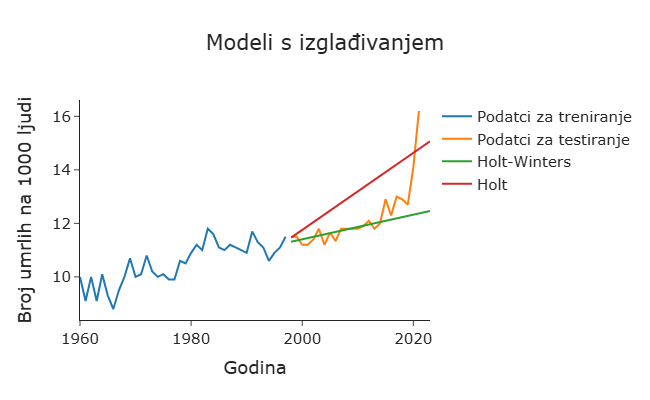 Modeli s izglađivanjem
Broj umrlih na 1000 ljudi
16
14
12
10
1960
1980
2000
2020
Godina
Podatci za treniranje
Podatci za testiranje
Holt-Winters
Holt